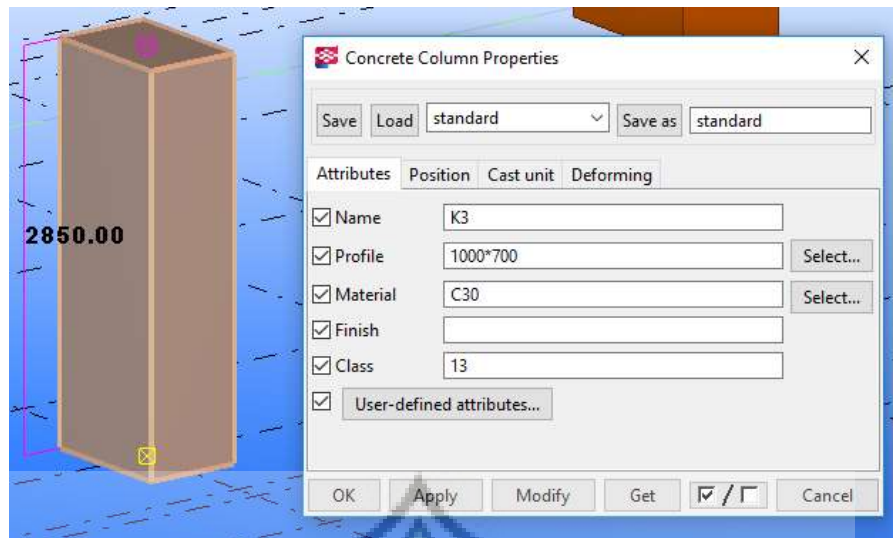 2850.00
Concrete Column Properties
Save Load standard Save as standard
Attributes Position Cast unit Deforming
Name K3
Profile 1000*700 Select...
Material C30 Select...
Finish
Class 13
User-defined attributes...
OK Apply Modify Get / Cancel